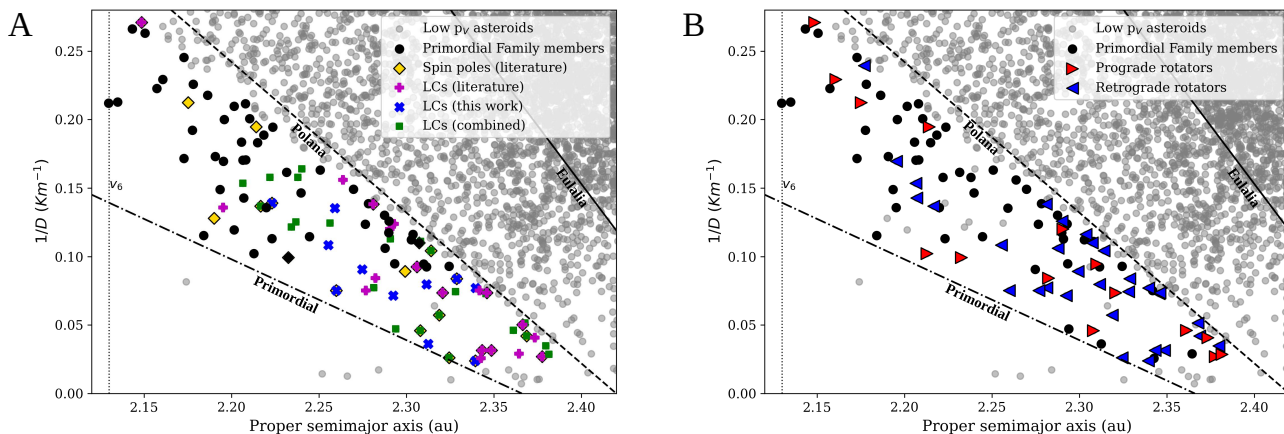 A
0.25
0.20
0.15
0.10
0.05
0.00
1/D (Km⁻¹)
ν₆
Low pᵥ asteroids
Primordial Family members
Spin poles (literature)
LCs (literature)
LCs (this work)
LCs (combined)
Polana
Eulalia
Primordial
2.15 2.20 2.25 2.30 2.35 2.40
Proper semimajor axis (au)
B
0.25
0.20
0.15
0.10
0.05
0.00
1/D (Km⁻¹)
ν₆
Low pᵥ asteroids
Primordial Family members
Prograde rotators
Retrograde rotators
Polana
Eulalia
Primordial
2.15 2.20 2.25 2.30 2.35 2.40
Proper semimajor axis (au)